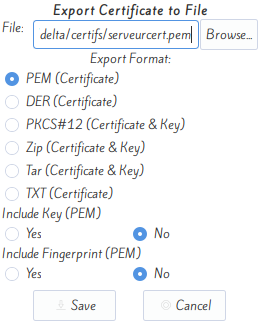 Export Certificate to File
File: delta/certifs/serveurcert.pem Browse...
Export Format:
PEM (Certificate)
DER (Certificate)
PKCS#12 (Certificate & Key)
Zip (Certificate & Key)
Tar (Certificate & Key)
TXT (Certificate)
Include Key (PEM)
Yes No
Include Fingerprint (PEM)
Yes No
Save Cancel